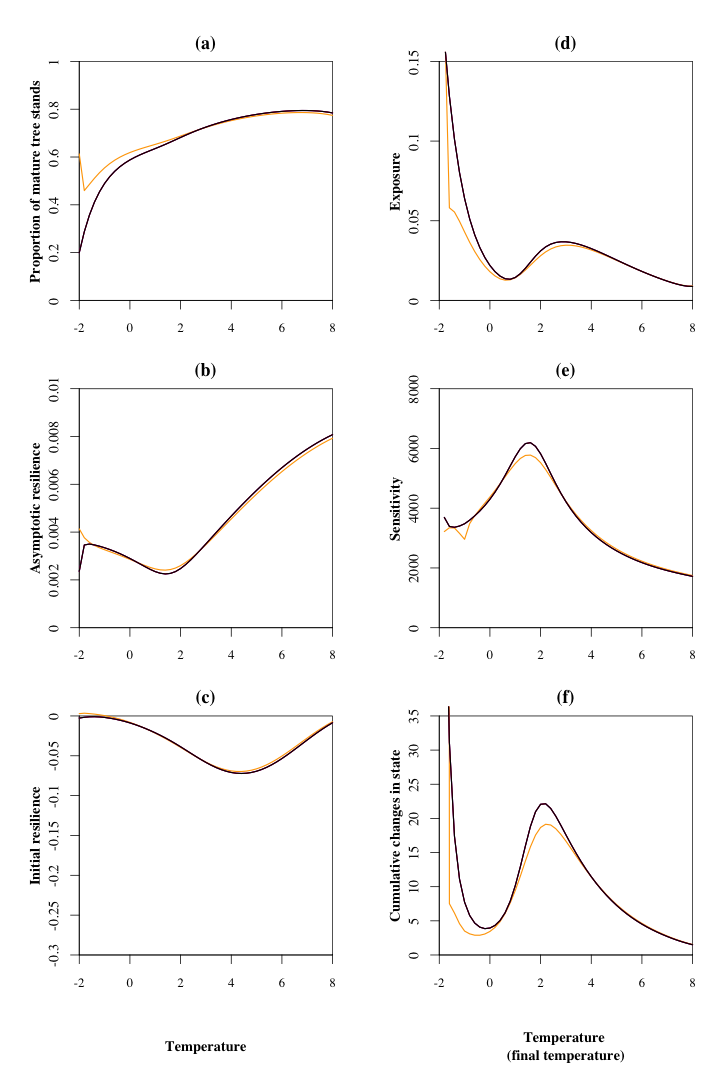 (a)
Proportion of mature tree stands
0 0.2 0.4 0.6 0.8 1
-2 0 2 4 6 8
(d)
Exposure
0 0.05 0.1 0.15
-2 0 2 4 6 8
(b)
Asymptotic resilience
0 0.002 0.004 0.006 0.008 0.01
-2 0 2 4 6 8
(e)
Sensitivity
0 2000 4000 6000 8000
-2 0 2 4 6 8
(c)
Initial resilience
-0.3 -0.25 -0.2 -0.15 -0.1 -0.05 0
-2 0 2 4 6 8
(f)
Cumulative changes in state
0 5 10 15 20 25 30 35
-2 0 2 4 6 8
Temperature
Temperature
(final temperature)